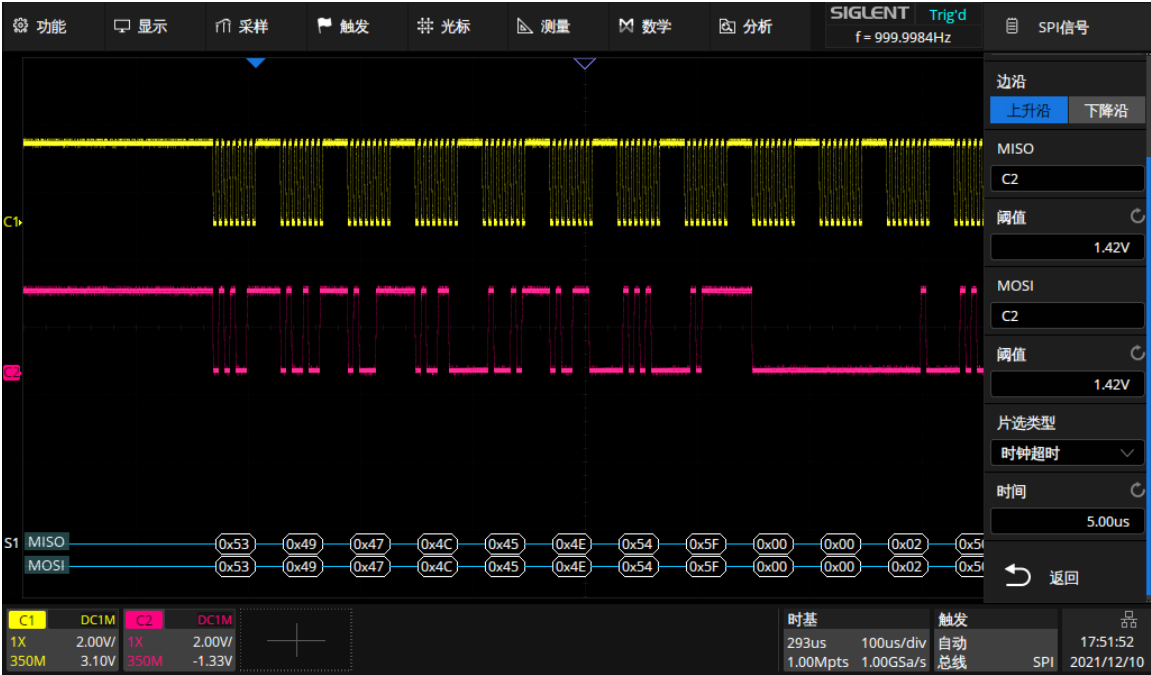 功能 显示 采样 触发 光标 测量 数学 分析 SIGLENT Trig'd SPI信号
f = 999.9984Hz
边沿
上升沿 下降沿
MISO
C2
阈值
1.42V
MOSI
C2
阈值
1.42V
片选类型
时钟超时
时间
5.00us
返回
C1
C2
S1 MISO 0x53 0x49 0x47 0x4C 0x45 0x4E 0x54 0x5F 0x00 0x00 0x02
MOSI 0x53 0x49 0x47 0x4C 0x45 0x4E 0x54 0x5F 0x00 0x00 0x02
C1 DC1M C2 DC1M 时基 触发
1X 2.00V/ 1X 2.00V/ 293us 100us/div 自动 17:51:52
350M 3.10V 350M -1.33V 1.00Mpts 1.00GSa/s 总线 SPI 2021/12/10